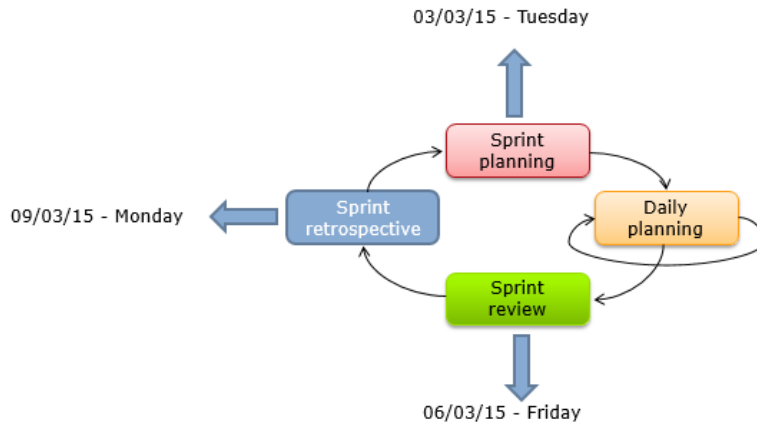 03/03/15 - Tuesday
Sprint
planning
09/03/15 - Monday
Sprint
retrospective
Daily
planning
Sprint
review
06/03/15 - Friday